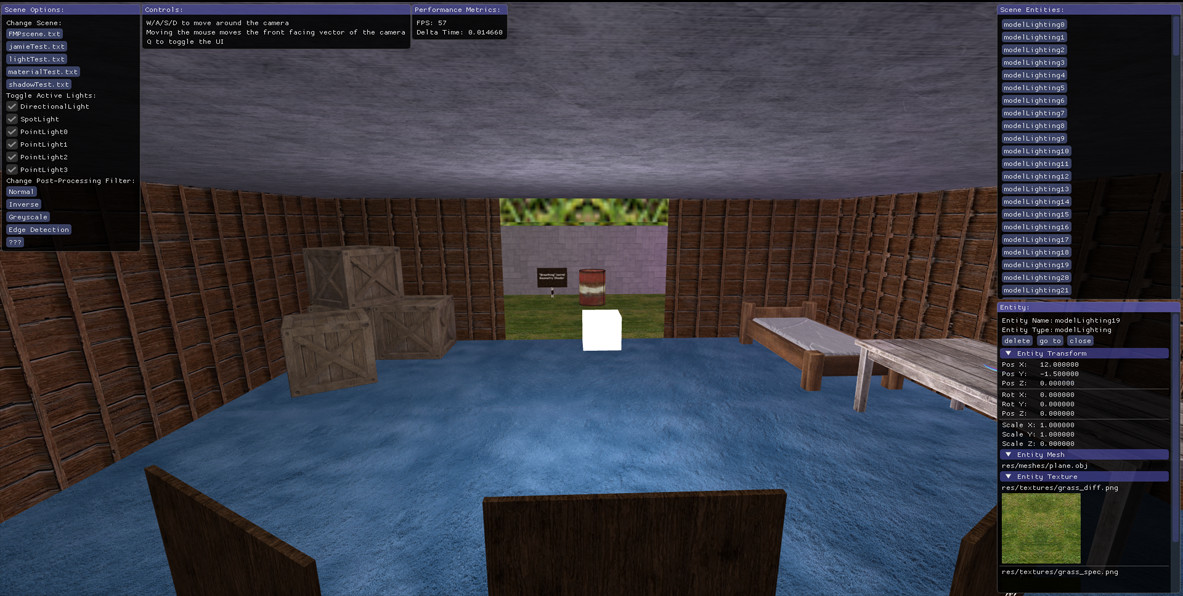 Scene Options:
Change Scene:
FMPscene.txt
jamieTest.txt
lightTest.txt
materialTest.txt
shadowTest.txt
Toggle Active Lights:
DirectionalLight
SpotLight
PointLight0
PointLight1
PointLight2
PointLight3
Change Post-Processing Filter:
Normal
Inverse
Greyscale
Edge Detection
???
Controls:
W/A/S/D to move around the camera
Moving the mouse moves the front facing vector of the camera
Q to toggle the UI
Performance Metrics:
FPS: 57
Delta Time: 0.014660
Scene Entities:
modelLighting0
modelLighting1
modelLighting2
modelLighting3
modelLighting4
modelLighting5
modelLighting6
modelLighting7
modelLighting8
modelLighting9
modelLighting10
modelLighting11
modelLighting12
modelLighting13
modelLighting14
modelLighting15
modelLighting16
modelLighting17
modelLighting18
modelLighting19
modelLighting20
modelLighting21
Entity:
Entity Name: modelLighting19
Entity Type: modelLighting
delete go to close
Entity Transform
Pos X: 12.000000
Pos Y: -1.500000
Pos Z: 0.000000
Rot X: 0.000000
Rot Y: 0.000000
Pos Z: 0.000000
Scale X: 1.000000
Scale Y: 1.000000
Scale Z: 0.000000
Entity Mesh
res/meshes/plane.obj
Entity Texture
res/textures/grass_diff.png
res/textures/grass_spec.png